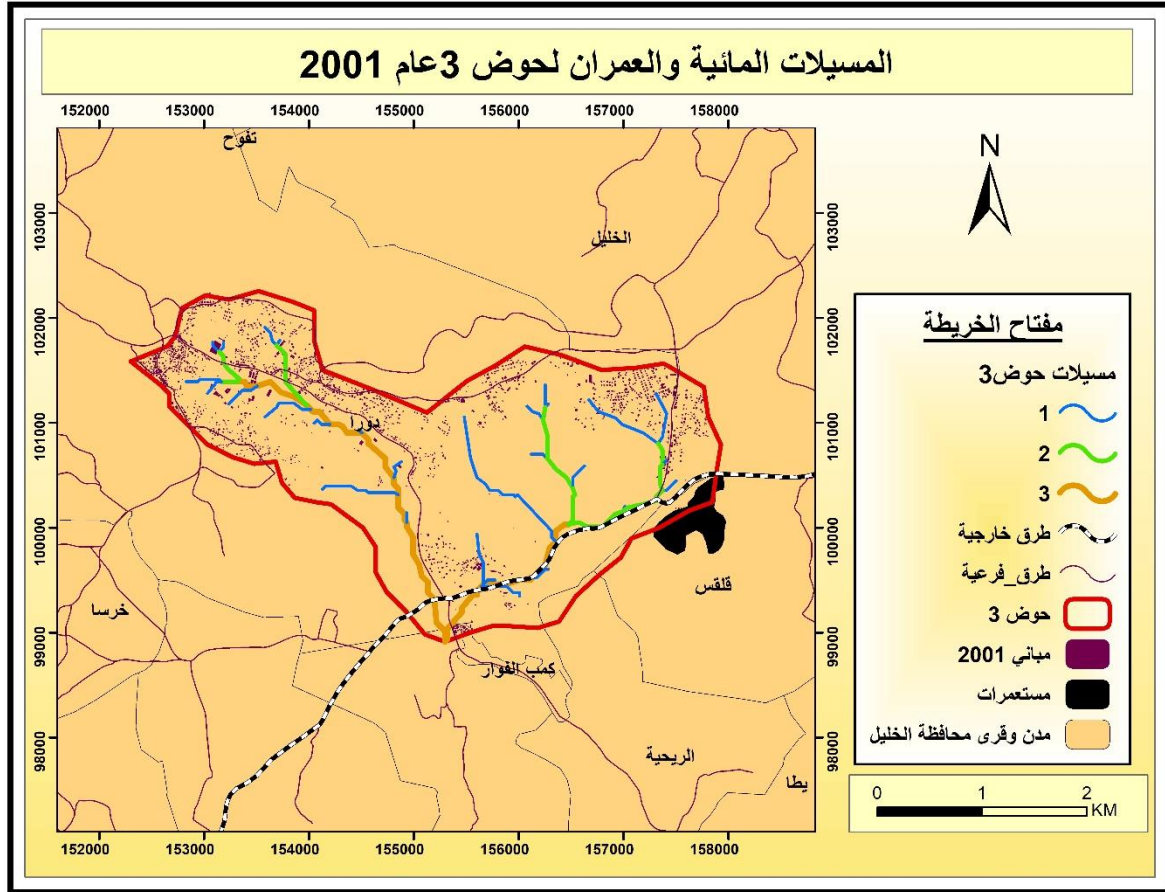 المسيلات المائية والعمران لحوض 3 عام 2001
152000 153000 154000 155000 156000 157000 158000
تفوح
N
103000 103000
الخليل
102000 102000
101000 101000
دورا
100000 100000
قلقس
خرسا
99000 99000
كمب الفوار
98000 98000
الريحية
يطا
152000 153000 154000 155000 156000 157000 158000
مفتاح الخريطة
مسيلات حوض3
1
2
3
طرق خارجية
طرق_فرعية
حوض 3
مباني 2001
مستعمرات
مدن وقرى محافظة الخليل
0 1 2
KM